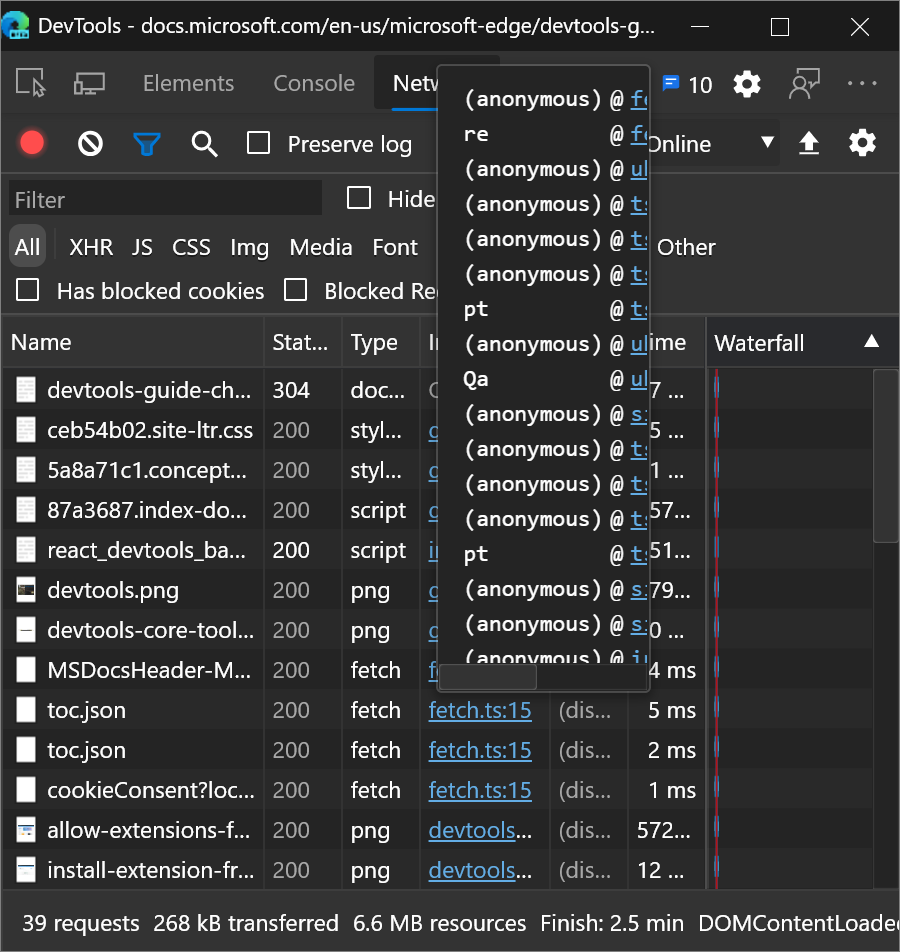 DevTools - docs.microsoft.com/en-us/microsoft-edge/devtools-g...
Elements Console Netw 10
Preserve log Online
Filter Hide
All XHR JS CSS Img Media Font Other
Has blocked cookies Blocked Re
(anonymous) @ fe
re @ fe
(anonymous) @ ul
(anonymous) @ ts
(anonymous) @ ts
(anonymous) @ ts
pt @ ts
(anonymous) @ ul
Qa @ ul
(anonymous) @ s
(anonymous) @ ts
(anonymous) @ ts
(anonymous) @ ts
pt @ ts
(anonymous) @ s
(anonymous) @ s
(anonymous) @
Name Stat... Type I ime Waterfall
devtools-guide-ch... 304 doc... 7 ...
ceb54b02.site-ltr.css 200 styl... 5 ...
5a8a71c1.concept... 200 styl... 1 ...
87a3687.index-do... 200 script 57...
react_devtools_ba... 200 script 51...
devtools.png 200 png 79...
devtools-core-tool... 200 png 0 ...
MSDocsHeader-M... 200 fetch 4 ms
toc.json 200 fetch fetch.ts:15 (dis... 5 ms
toc.json 200 fetch fetch.ts:15 (dis... 2 ms
cookieConsent?loc... 200 fetch fetch.ts:15 (dis... 1 ms
allow-extensions-f... 200 png devtools... (dis... 572...
install-extension-fr... 200 png devtools... (dis... 12 ...
39 requests 268 kB transferred 6.6 MB resources Finish: 2.5 min DOMContentLoade